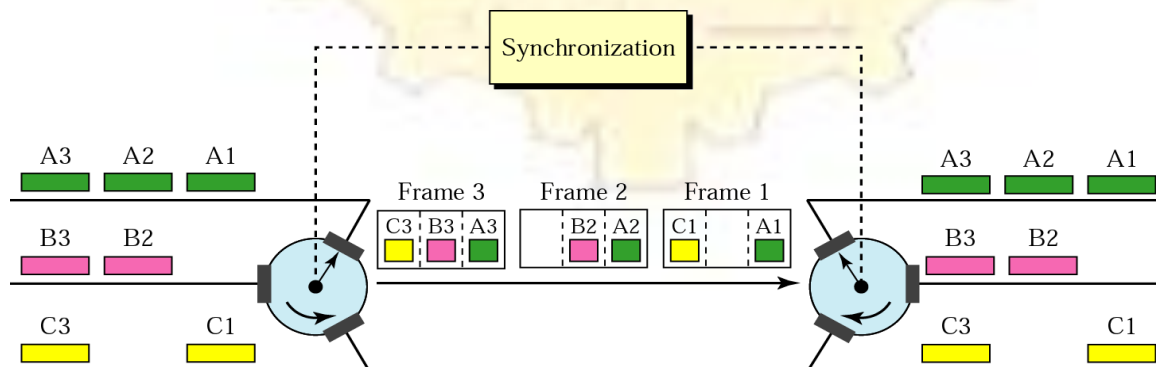 Synchronization
A3 A2 A1
Frame 3 Frame 2 Frame 1
A3 A2 A1
C3 B3 A3
B2 A2
C1 A1
B3 B2
B3 B2
C3 C1
C3 C1